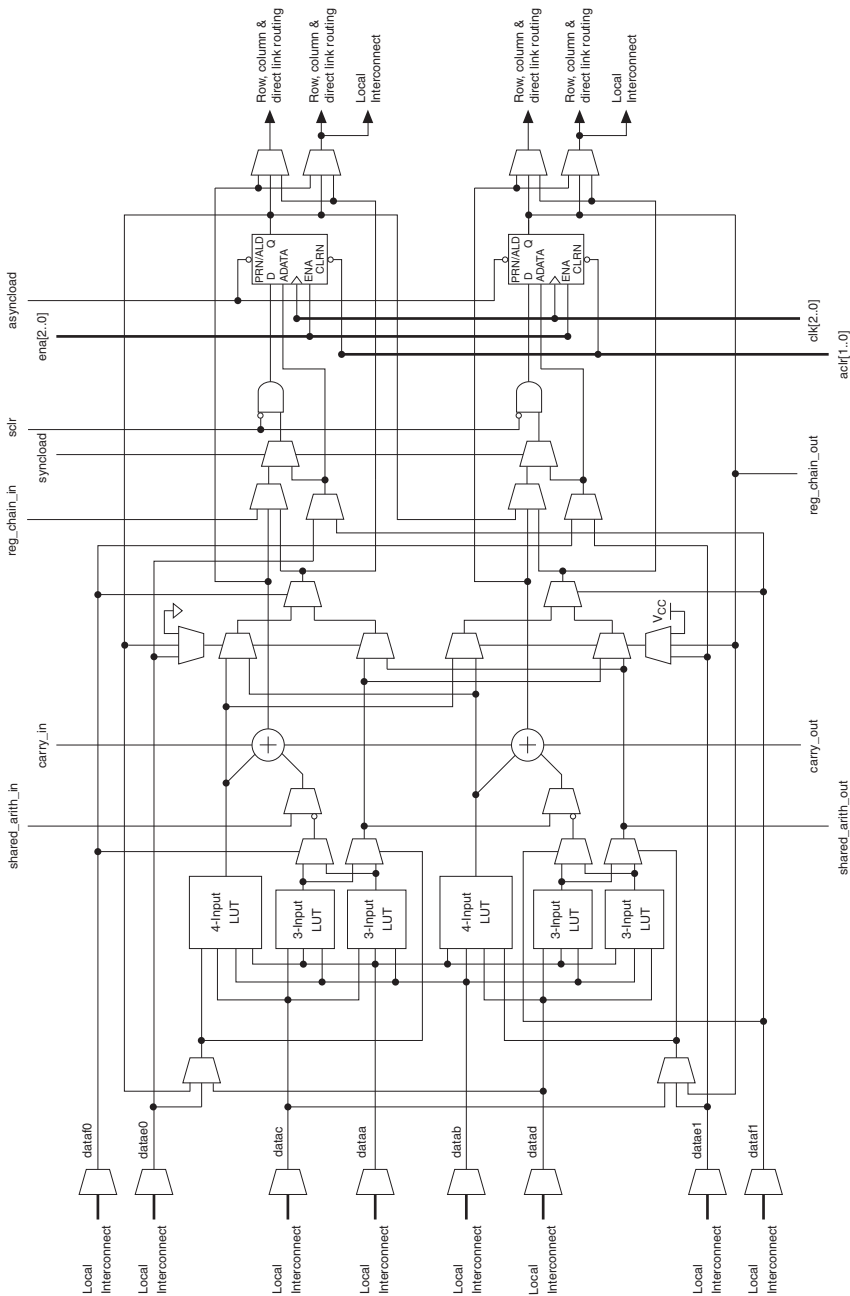 shared_arith_in
carry_in
reg_chain_in
syncload
sclr
ena[2..0]
asyncload
dataf0
Local
Interconnect
datae0
Local
Interconnect
datac
Local
Interconnect
dataa
Local
Interconnect
datab
Local
Interconnect
datad
Local
Interconnect
datae1
Local
Interconnect
dataf1
Local
Interconnect
4-Input
LUT
3-Input
LUT
3-Input
LUT
4-Input
LUT
3-Input
LUT
3-Input
LUT
+
+
VCC
PRN/ALD
D
Q
ADATA
ENA
CLRN
PRN/ALD
D
Q
ADATA
ENA
CLRN
Row, column &
direct link routing
Row, column &
direct link routing
Local
Interconnect
Row, column &
direct link routing
Row, column &
direct link routing
Local
Interconnect
shared_arith_out
carry_out
reg_chain_out
clk[2..0]
aclr[1..0]